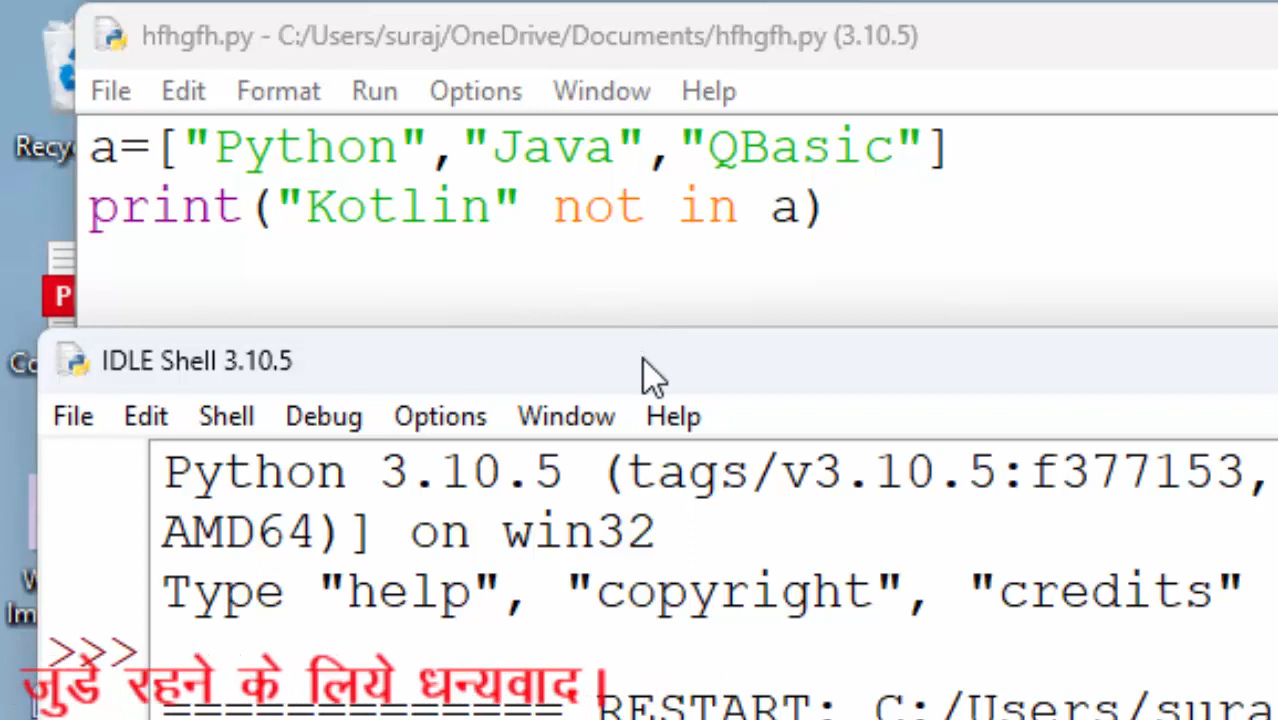 hfhgfh.py - C:/Users/suraj/OneDrive/Documents/hfhgfh.py (3.10.5)
File Edit Format Run Options Window Help
Recy
a=["Python","Java","QBasic"]
print("Kotlin" not in a)
P
IDLE Shell 3.10.5
File Edit Shell Debug Options Window Help
Python 3.10.5 (tags/v3.10.5:f377153,
AMD64)] on win32
Type "help", "copyright", "credits"
Im
>>>
जुडे रहने के लिये धन्यवाद।
============== RESTART: C:/Users/sura